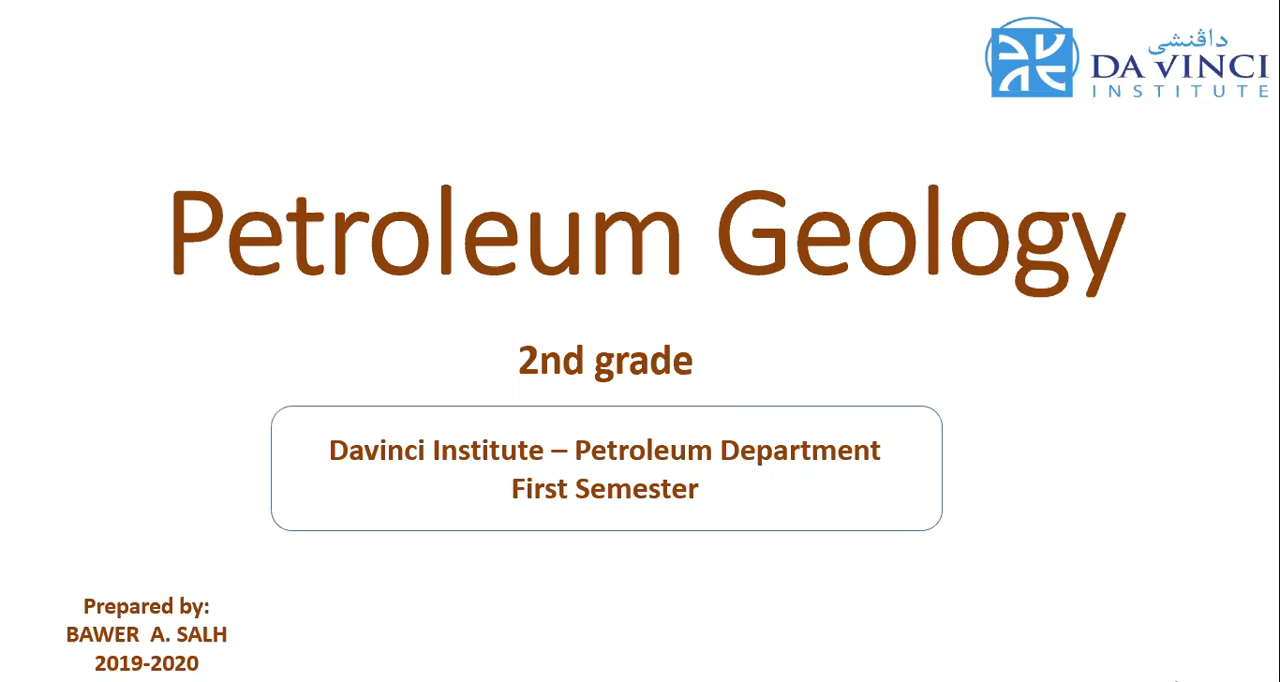 داڤنشی
DA VINCI
INSTITUTE
Petroleum Geology
2nd grade
Davinci Institute – Petroleum Department
First Semester
Prepared by:
BAWER A. SALH
2019-2020